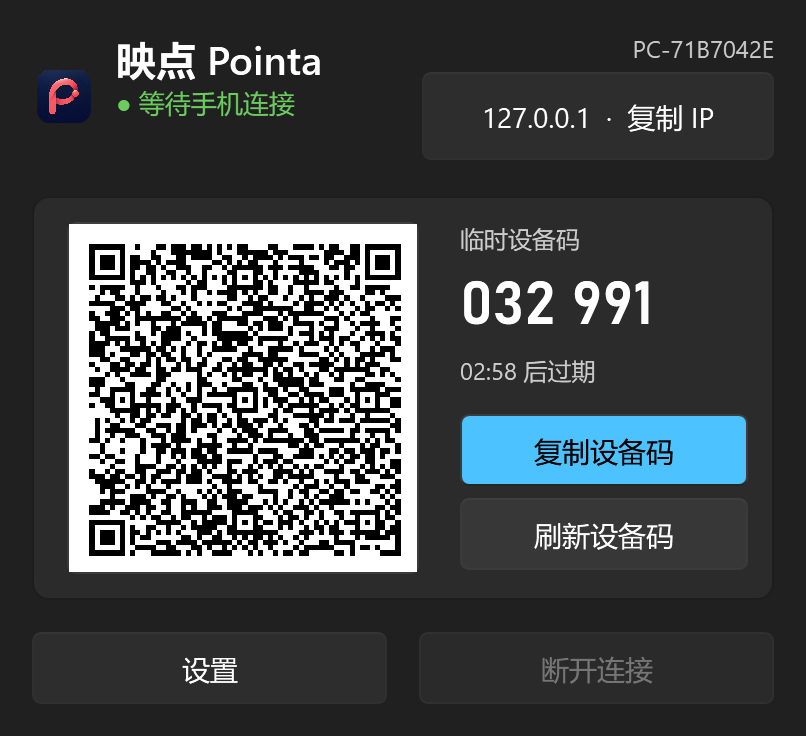 映点 Pointa
等待手机连接
PC-71B7042E
127.0.0.1 · 复制 IP
临时设备码
032 991
02:58 后过期
复制设备码
刷新设备码
设置
断开连接